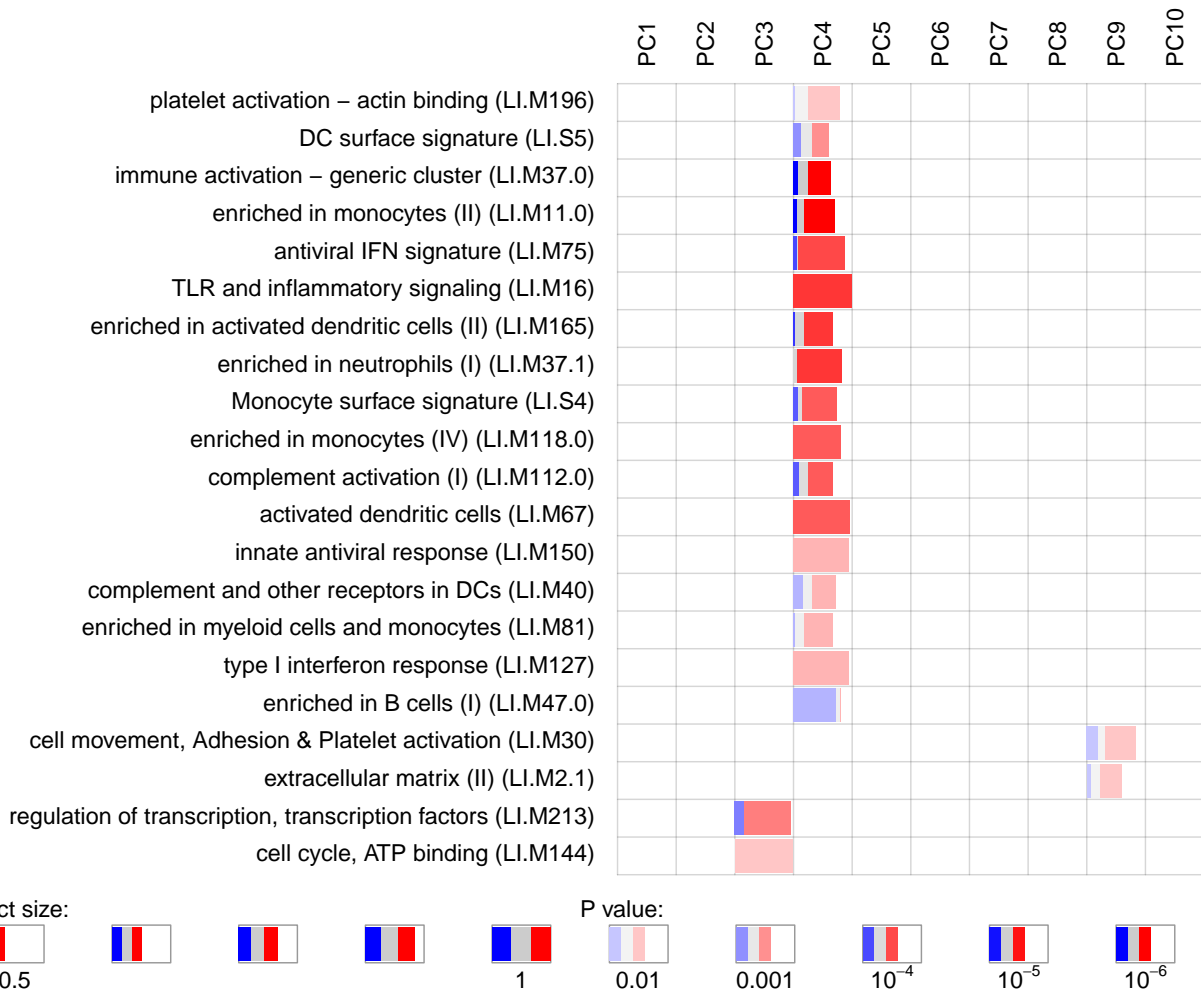 PC1 PC2 PC3 PC4 PC5 PC6 PC7 PC8 PC9 PC10
platelet activation − actin binding (LI.M196)
DC surface signature (LI.S5)
immune activation − generic cluster (LI.M37.0)
enriched in monocytes (II) (LI.M11.0)
antiviral IFN signature (LI.M75)
TLR and inflammatory signaling (LI.M16)
enriched in activated dendritic cells (II) (LI.M165)
enriched in neutrophils (I) (LI.M37.1)
Monocyte surface signature (LI.S4)
enriched in monocytes (IV) (LI.M118.0)
complement activation (I) (LI.M112.0)
activated dendritic cells (LI.M67)
innate antiviral response (LI.M150)
complement and other receptors in DCs (LI.M40)
enriched in myeloid cells and monocytes (LI.M81)
type I interferon response (LI.M127)
enriched in B cells (I) (LI.M47.0)
cell movement, Adhesion & Platelet activation (LI.M30)
extracellular matrix (II) (LI.M2.1)
regulation of transcription, transcription factors (LI.M213)
cell cycle, ATP binding (LI.M144)
ct size: P value:
0.5 1 0.01 0.001 10⁻⁴ 10⁻⁵ 10⁻⁶